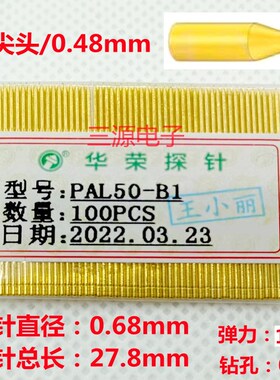 尖头/0.48mm
三源电子
华荣探针
型号:PAL50-B1
数量:100PCS
王小丽
日期:2022.03.23
针直径：0.68mm
弹力:
针总长：27.8mm
钻孔: